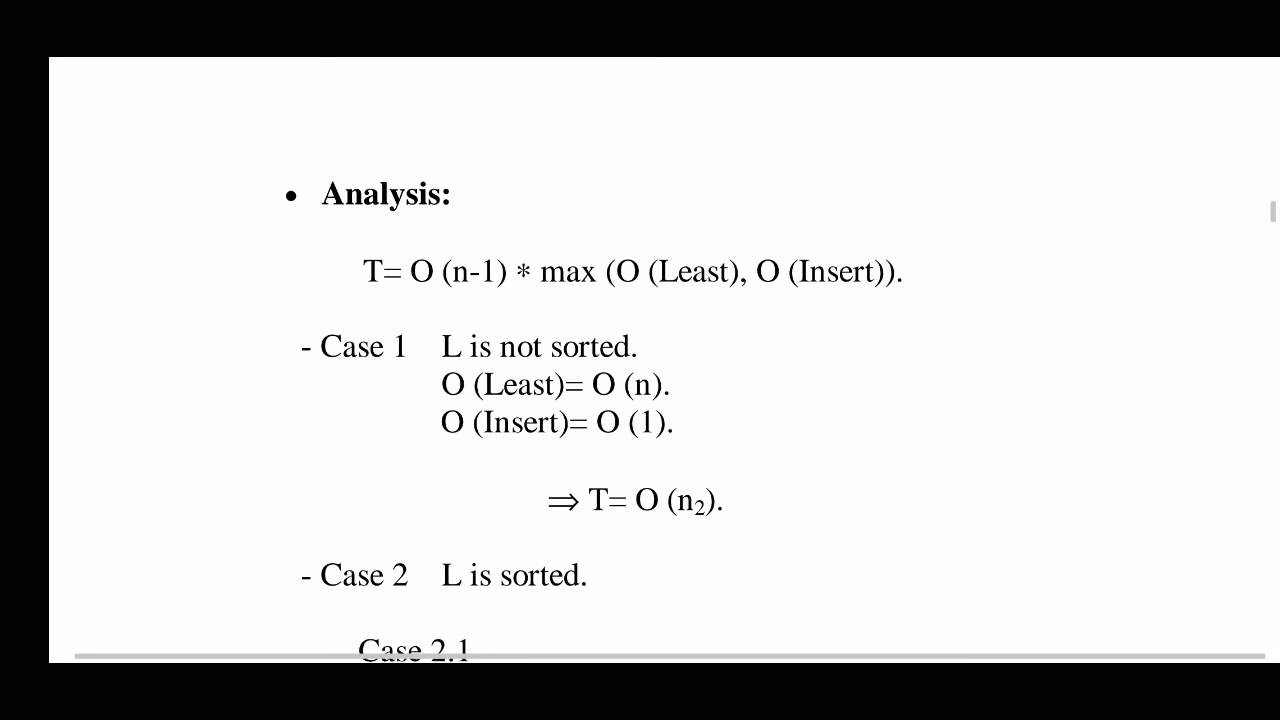 • Analysis:
T= O (n-1) * max (O (Least), O (Insert)).
- Case 1 L is not sorted.
O (Least)= O (n).
O (Insert)= O (1).
⇒ T= O (n₂).
- Case 2 L is sorted.
Case 2.1